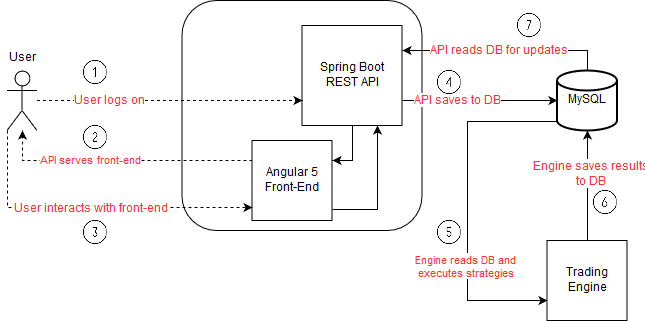 7
API reads DB for updates
User
1
Spring Boot
REST API
4
MySQL
User logs on
API saves to DB
2
API serves front-end
Angular 5
Front-End
Engine saves results
to DB
User interacts with front-end
6
3
5
Engine reads DB and
executes strategies
Trading
Engine